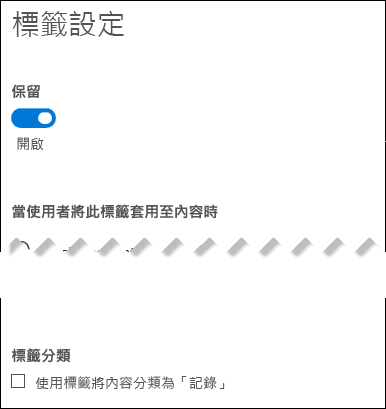 標籤設定
保留
開啟
當使用者將此標籤套用至內容時
標籤分類
使用標籤將內容分類為「記錄」